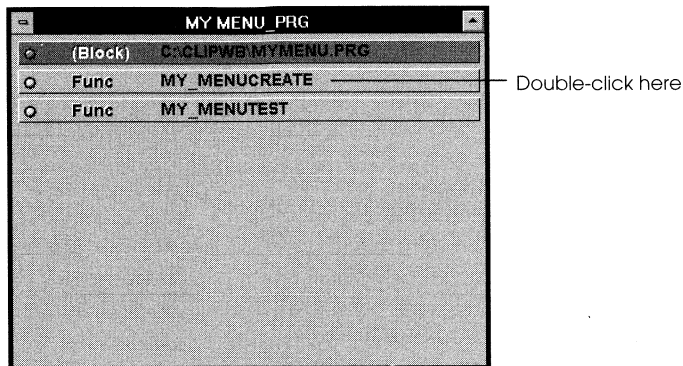 MY MENU_PRG
(Block) C:\CLIPWB\MYMENU.PRG
Func MY_MENUCREATE
Double-click here
Func MY_MENUTEST